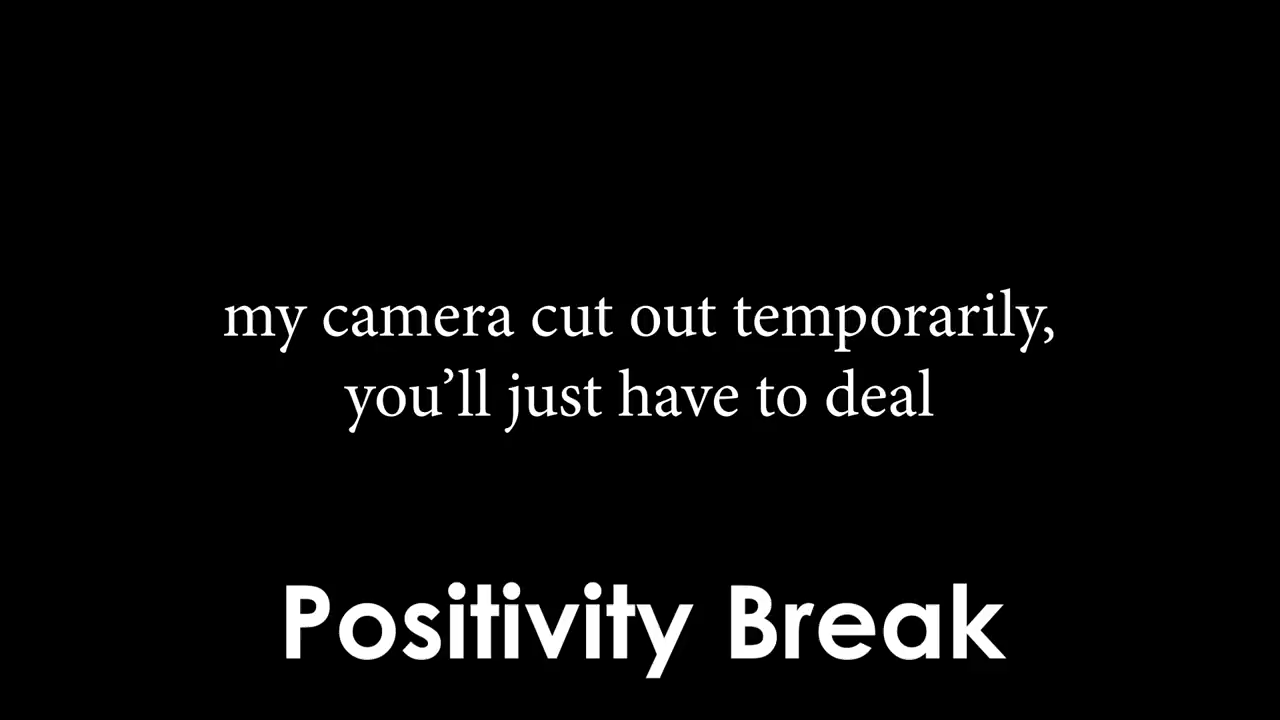 my camera cut out temporarily,
you’ll just have to deal
Positivity Break